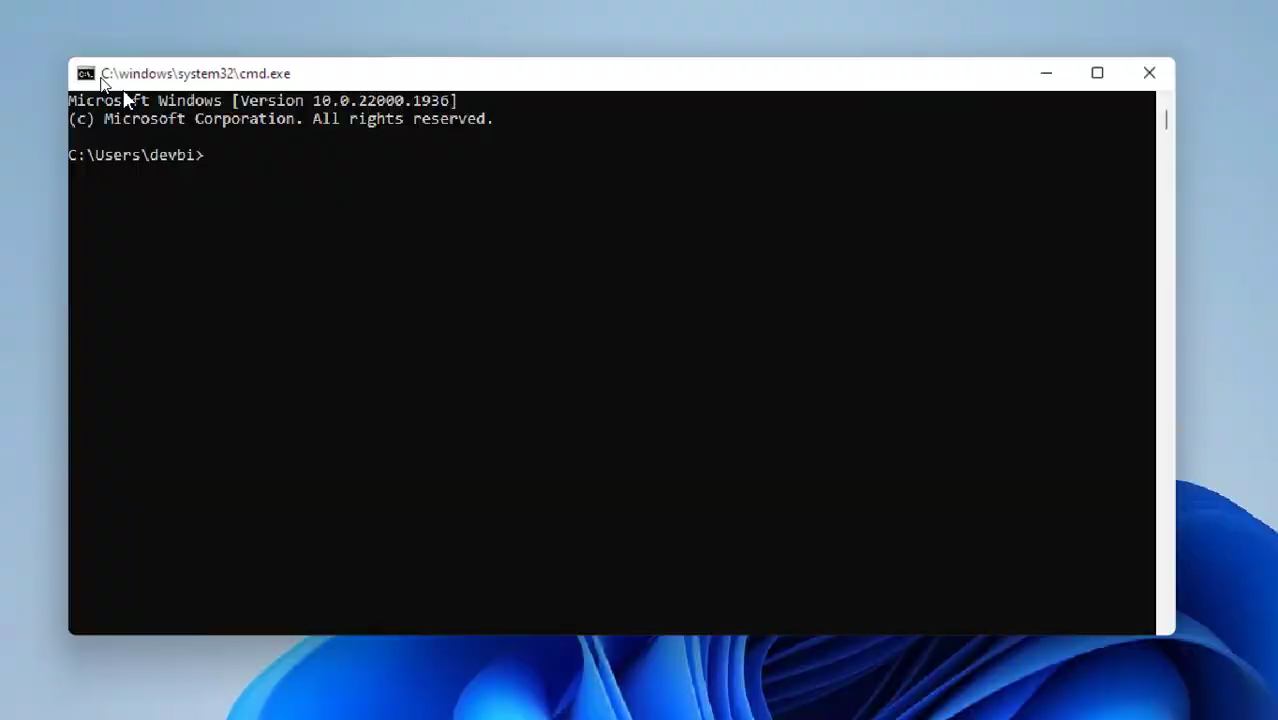 C:\windows\system32\cmd.exe
Microsoft Windows [Version 10.0.22000.1936]
(c) Microsoft Corporation. All rights reserved.
C:\Users\devbi>